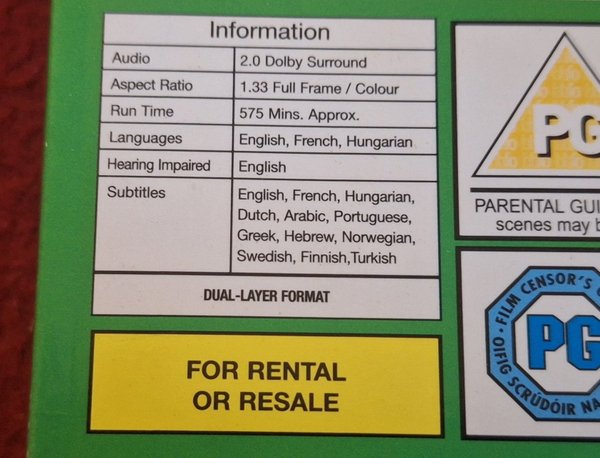 Information
Audio 2.0 Dolby Surround
Aspect Ratio 1.33 Full Frame / Colour
Run Time 575 Mins. Approx.
Languages English, French, Hungarian
Hearing Impaired English
Subtitles English, French, Hungarian,
Dutch, Arabic, Portuguese,
Greek, Hebrew, Norwegian,
Swedish, Finnish,Turkish
DUAL-LAYER FORMAT
FOR RENTAL
OR RESALE
PG
PARENTAL
scenes may
FILM CENSOR'S
PG
OIFIG SCRÚDÓIR NA